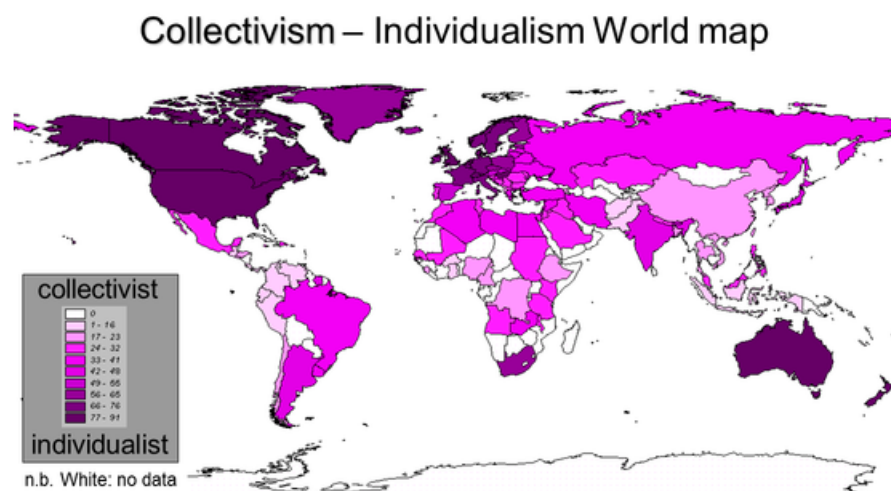 Collectivism – Individualism World map
collectivist
0
1 - 16
17 - 23
24 - 32
33 - 41
42 - 48
49 - 55
56 - 65
66 - 76
77 - 91
individualist
n.b. White: no data